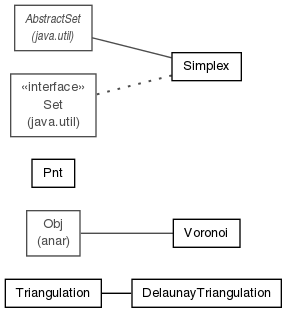 AbstractSet
(java.util)
Simplex
«interface»
Set
(java.util)
Pnt
Obj
(anar)
Voronoi
Triangulation
DelaunayTriangulation